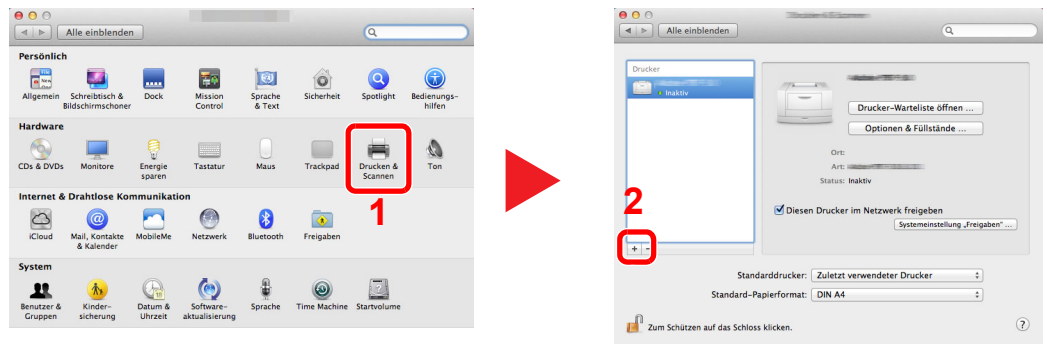 Alle einblenden
Persönlich
Allgemein
Schreibtisch &
Bildschirmschoner
Dock
Mission
Control
Sprache
& Text
Sicherheit
Spotlight
Bedienungs-
hilfen
Hardware
CDs & DVDs
Monitore
Energie
sparen
Tastatur
Maus
Trackpad
Drucken &
Scannen
Ton
1
Internet & Drahtlose Kommunikation
iCloud
Mail, Kontakte
& Kalender
MobileMe
Netzwerk
Bluetooth
Freigaben
System
Benutzer &
Gruppen
Kinder-
sicherung
Datum &
Uhrzeit
Software-
aktualisierung
Sprache
Time Machine
Startvolume
Alle einblenden
Drucker
Inaktiv
Drucker-Warteliste öffnen ...
Optionen & Füllstände ...
Ort:
Art:
Status: Inaktiv
2
Diesen Drucker im Netzwerk freigeben
Systemeinstellung „Freigaben“ ...
+ -
Standarddrucker: Zuletzt verwendeter Drucker
Standard-Papierformat: DIN A4
Zum Schützen auf das Schloss klicken.
?